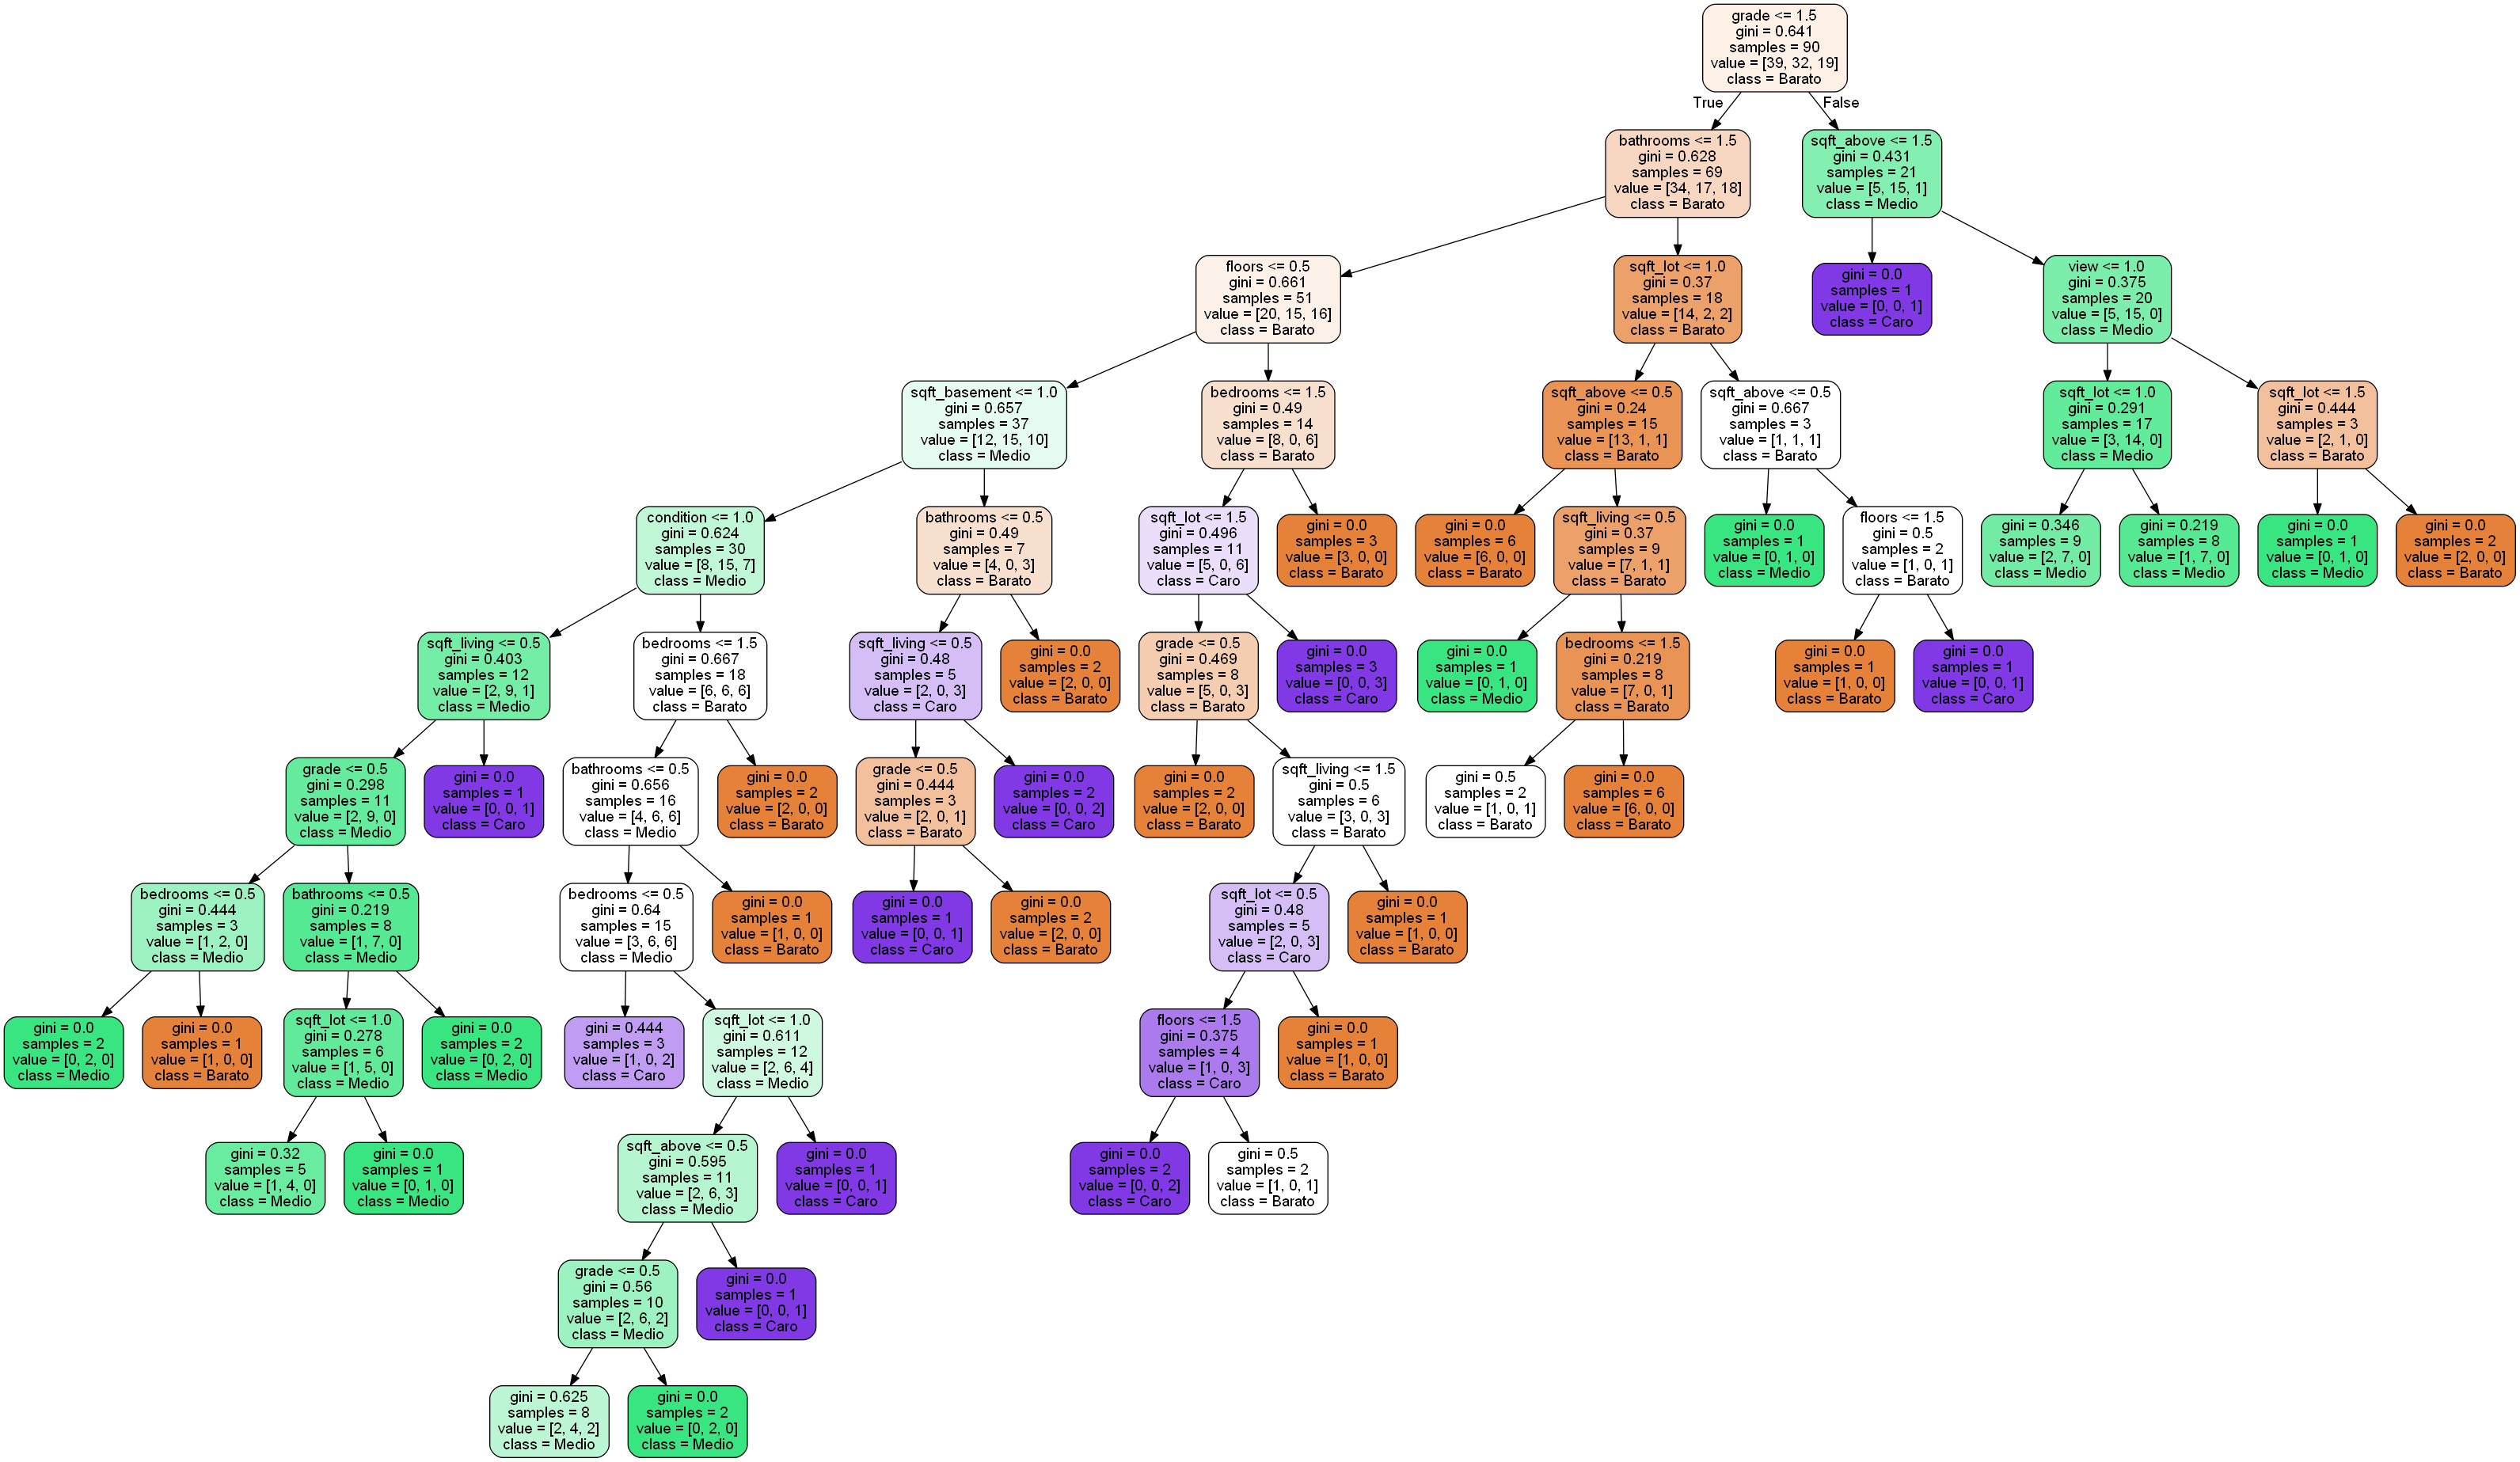 grade <= 1.5
gini = 0.641
samples = 90
value = [39, 32, 19]
class = Barato
True
False
bathrooms <= 1.5
gini = 0.628
samples = 69
value = [34, 17, 18]
class = Barato
sqft_above <= 1.5
gini = 0.431
samples = 21
value = [5, 15, 1]
class = Medio
floors <= 0.5
gini = 0.661
samples = 51
value = [20, 15, 16]
class = Barato
sqft_lot <= 1.0
gini = 0.37
samples = 18
value = [14, 2, 2]
class = Barato
gini = 0.0
samples = 1
value = [0, 0, 1]
class = Caro
view <= 1.0
gini = 0.375
samples = 20
value = [5, 15, 0]
class = Medio
sqft_basement <= 1.0
gini = 0.657
samples = 37
value = [12, 15, 10]
class = Medio
bedrooms <= 1.5
gini = 0.49
samples = 14
value = [8, 0, 6]
class = Barato
sqft_above <= 0.5
gini = 0.24
samples = 15
value = [13, 1, 1]
class = Barato
sqft_above <= 0.5
gini = 0.667
samples = 3
value = [1, 1, 1]
class = Barato
sqft_lot <= 1.0
gini = 0.291
samples = 17
value = [3, 14, 0]
class = Medio
sqft_lot <= 1.5
gini = 0.444
samples = 3
value = [2, 1, 0]
class = Barato
condition <= 1.0
gini = 0.624
samples = 30
value = [8, 15, 7]
class = Medio
bathrooms <= 0.5
gini = 0.49
samples = 7
value = [4, 0, 3]
class = Barato
sqft_lot <= 1.5
gini = 0.496
samples = 11
value = [5, 0, 6]
class = Caro
gini = 0.0
samples = 3
value = [3, 0, 0]
class = Barato
gini = 0.0
samples = 6
value = [6, 0, 0]
class = Barato
sqft_living <= 0.5
gini = 0.37
samples = 9
value = [7, 1, 1]
class = Barato
gini = 0.0
samples = 1
value = [0, 1, 0]
class = Medio
floors <= 1.5
gini = 0.5
samples = 2
value = [1, 0, 1]
class = Barato
gini = 0.346
samples = 9
value = [2, 7, 0]
class = Medio
gini = 0.219
samples = 8
value = [1, 7, 0]
class = Medio
gini = 0.0
samples = 1
value = [0, 1, 0]
class = Medio
gini = 0.0
samples = 2
value = [2, 0, 0]
class = Barato
sqft_living <= 0.5
gini = 0.403
samples = 12
value = [2, 9, 1]
class = Medio
bedrooms <= 1.5
gini = 0.667
samples = 18
value = [6, 6, 6]
class = Barato
sqft_living <= 0.5
gini = 0.48
samples = 5
value = [2, 0, 3]
class = Caro
gini = 0.0
samples = 2
value = [2, 0, 0]
class = Barato
grade <= 0.5
gini = 0.469
samples = 8
value = [5, 0, 3]
class = Barato
gini = 0.0
samples = 3
value = [0, 0, 3]
class = Caro
gini = 0.0
samples = 1
value = [0, 1, 0]
class = Medio
bedrooms <= 1.5
gini = 0.219
samples = 8
value = [7, 0, 1]
class = Barato
gini = 0.0
samples = 1
value = [1, 0, 0]
class = Barato
gini = 0.0
samples = 1
value = [0, 0, 1]
class = Caro
grade <= 0.5
gini = 0.298
samples = 11
value = [2, 9, 0]
class = Medio
gini = 0.0
samples = 1
value = [0, 0, 1]
class = Caro
bathrooms <= 0.5
gini = 0.656
samples = 16
value = [4, 6, 6]
class = Medio
gini = 0.0
samples = 2
value = [2, 0, 0]
class = Barato
grade <= 0.5
gini = 0.444
samples = 3
value = [2, 0, 1]
class = Barato
gini = 0.0
samples = 2
value = [0, 0, 2]
class = Caro
gini = 0.0
samples = 2
value = [2, 0, 0]
class = Barato
sqft_living <= 1.5
gini = 0.5
samples = 6
value = [3, 0, 3]
class = Barato
gini = 0.5
samples = 2
value = [1, 0, 1]
class = Barato
gini = 0.0
samples = 6
value = [6, 0, 0]
class = Barato
bedrooms <= 0.5
gini = 0.444
samples = 3
value = [1, 2, 0]
class = Medio
bathrooms <= 0.5
gini = 0.219
samples = 8
value = [1, 7, 0]
class = Medio
bedrooms <= 0.5
gini = 0.64
samples = 15
value = [3, 6, 6]
class = Medio
gini = 0.0
samples = 1
value = [1, 0, 0]
class = Barato
gini = 0.0
samples = 1
value = [0, 0, 1]
class = Caro
gini = 0.0
samples = 2
value = [2, 0, 0]
class = Barato
sqft_lot <= 0.5
gini = 0.48
samples = 5
value = [2, 0, 3]
class = Caro
gini = 0.0
samples = 1
value = [1, 0, 0]
class = Barato
gini = 0.0
samples = 2
value = [0, 2, 0]
class = Medio
gini = 0.0
samples = 1
value = [1, 0, 0]
class = Barato
sqft_lot <= 1.0
gini = 0.278
samples = 6
value = [1, 5, 0]
class = Medio
gini = 0.0
samples = 2
value = [0, 2, 0]
class = Medio
gini = 0.444
samples = 3
value = [1, 0, 2]
class = Caro
sqft_lot <= 1.0
gini = 0.611
samples = 12
value = [2, 6, 4]
class = Medio
floors <= 1.5
gini = 0.375
samples = 4
value = [1, 0, 3]
class = Caro
gini = 0.0
samples = 1
value = [1, 0, 0]
class = Barato
gini = 0.32
samples = 5
value = [1, 4, 0]
class = Medio
gini = 0.0
samples = 1
value = [0, 1, 0]
class = Medio
sqft_above <= 0.5
gini = 0.595
samples = 11
value = [2, 6, 3]
class = Medio
gini = 0.0
samples = 1
value = [0, 0, 1]
class = Caro
gini = 0.0
samples = 2
value = [0, 0, 2]
class = Caro
gini = 0.5
samples = 2
value = [1, 0, 1]
class = Barato
grade <= 0.5
gini = 0.56
samples = 10
value = [2, 6, 2]
class = Medio
gini = 0.0
samples = 1
value = [0, 0, 1]
class = Caro
gini = 0.625
samples = 8
value = [2, 4, 2]
class = Medio
gini = 0.0
samples = 2
value = [0, 2, 0]
class = Medio